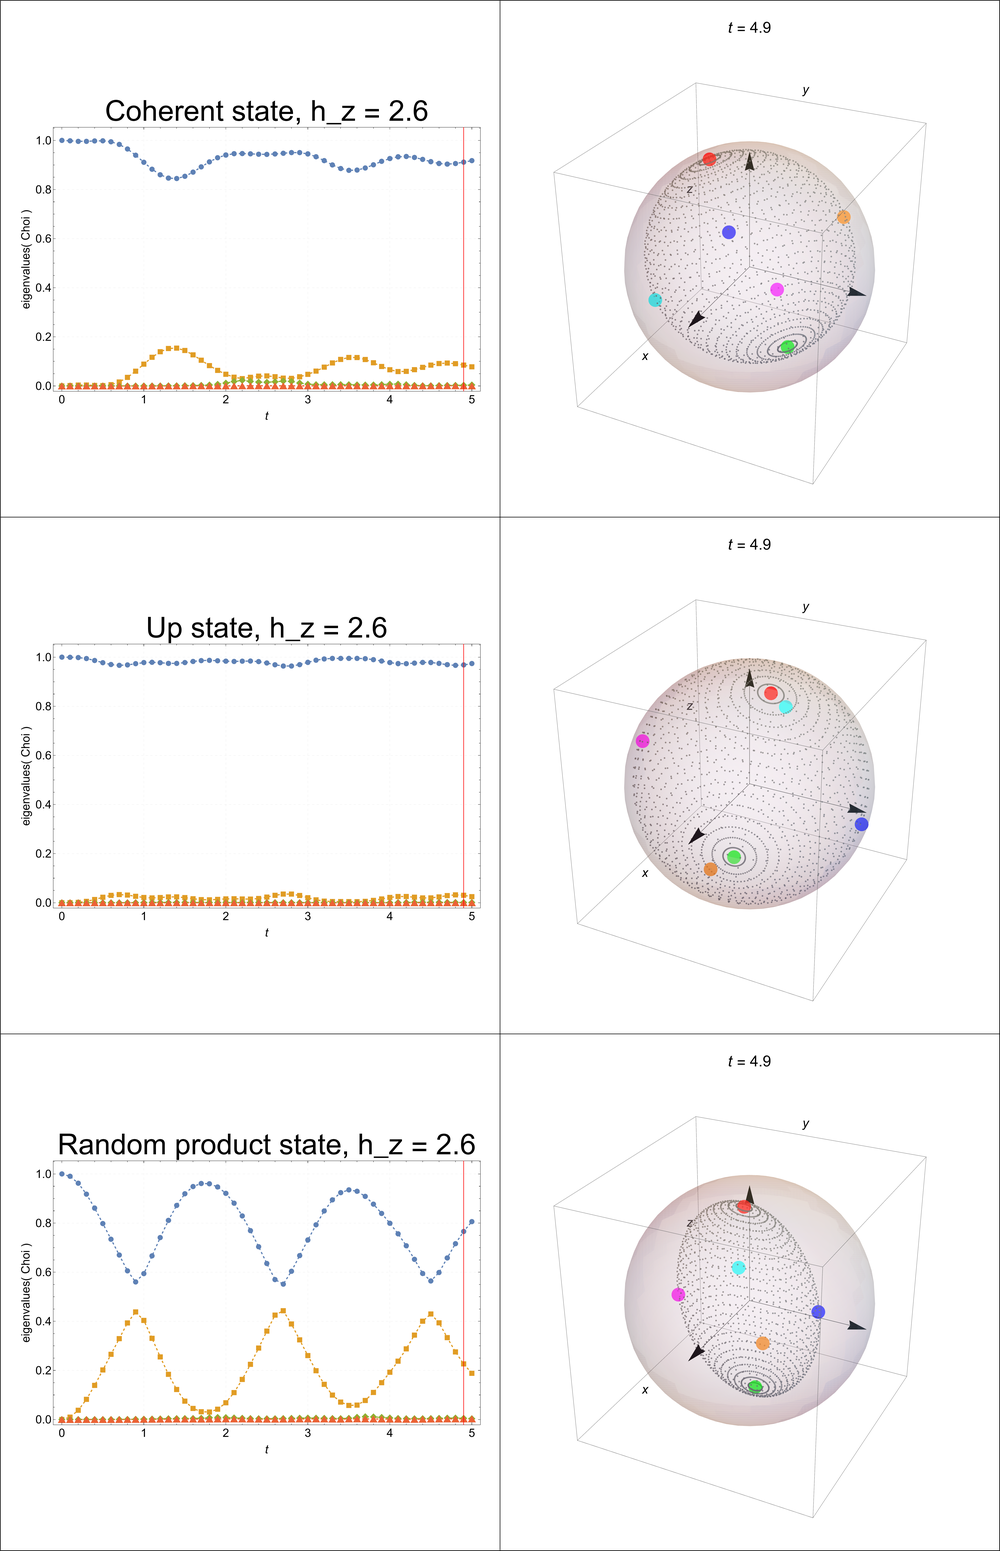 t = 4.9
y
Coherent state, h_z = 2.6
1.0
0.8
0.6
0.4
0.2
0.0
eigenvalues( Choi )
0 1 2 3 4 5
t
z
x
t = 4.9
y
Up state, h_z = 2.6
1.0
0.8
0.6
0.4
0.2
0.0
eigenvalues( Choi )
0 1 2 3 4 5
t
z
x
t = 4.9
y
Random product state, h_z = 2.6
1.0
0.8
0.6
0.4
0.2
0.0
eigenvalues( Choi )
0 1 2 3 4 5
t
z
x